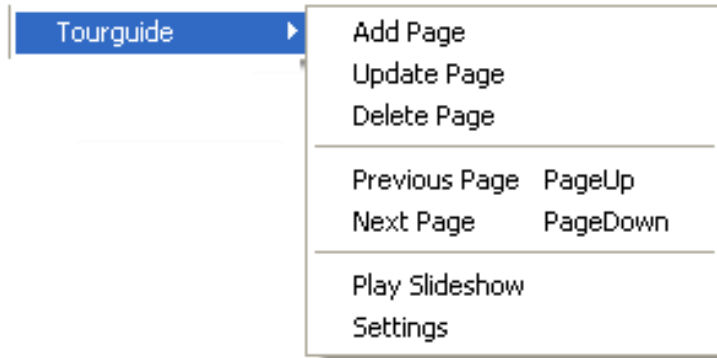 Tourguide
Add Page
Update Page
Delete Page
Previous Page PageUp
Next Page PageDown
Play Slideshow
Settings